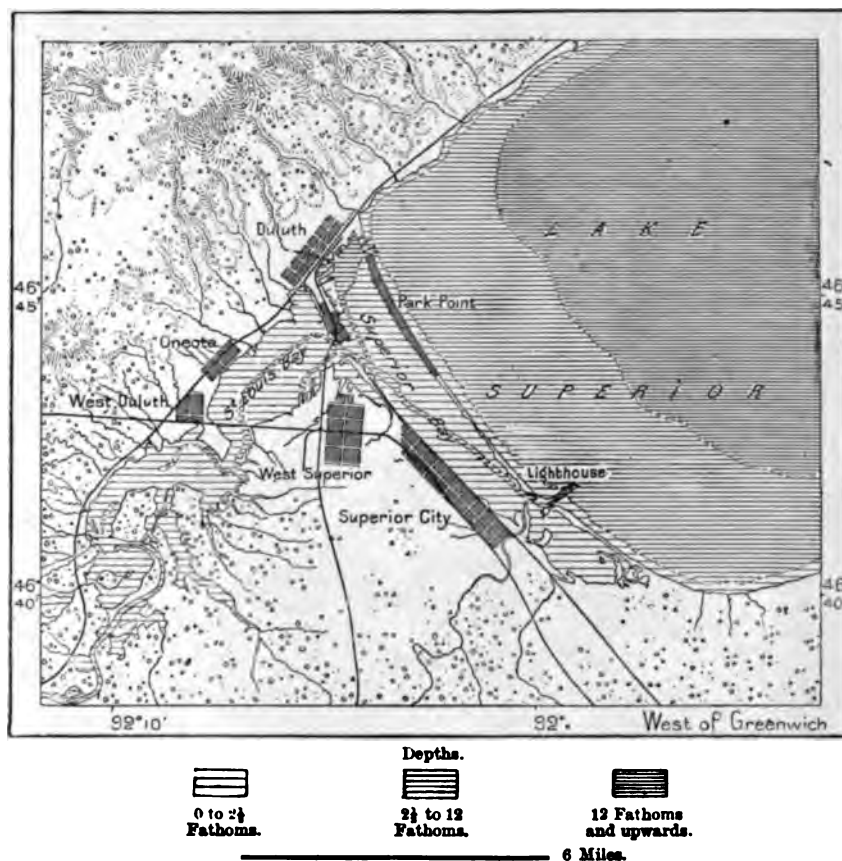 LAKE
Duluth
46
45'
46
45'
Park Point
Superior Bay
Oneota
St Louis Bay
SUPERIOR
West Duluth
West Superior
Lighthouse
Superior City
46
40'
46
40'
92°10'
92°
West of Greenwich
Depths.
0 to 2½
Fathoms.
2½ to 12
Fathoms.
12 Fathoms
and upwards.
6 Miles.